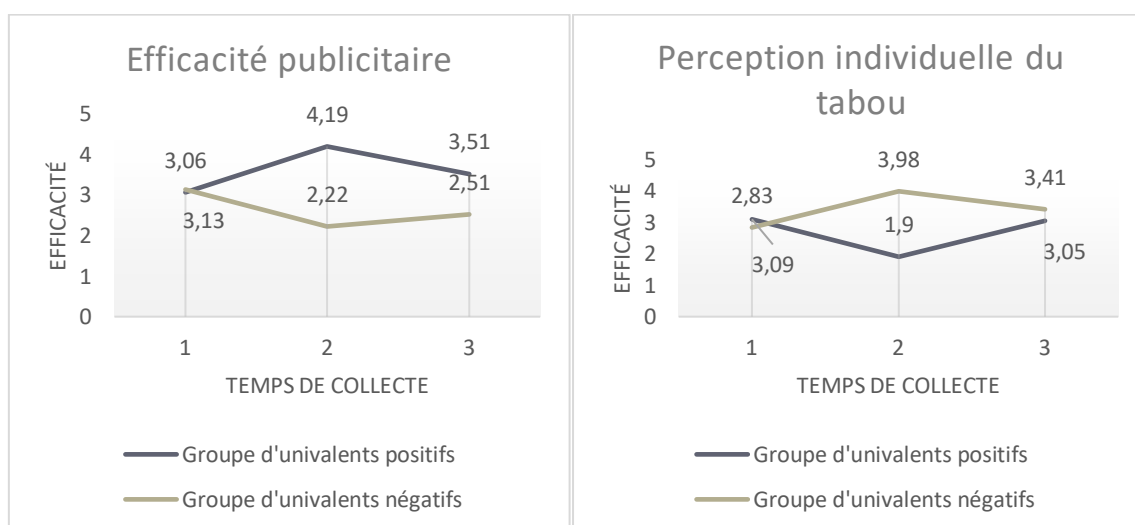 Efficacité publicitaire
5
4
3
2
1
0
EFFICACITÉ
3,06
4,19
3,51
3,13
2,22
2,51
1 2 3
TEMPS DE COLLECTE
Groupe d'univalents positifs
Groupe d'univalents négatifs
Perception individuelle du
tabou
5
4
3
2
1
0
EFFICACITÉ
2,83
3,98
3,41
3,09
1,9
3,05
1 2 3
TEMPS DE COLLECTE
Groupe d'univalents positifs
Groupe d'univalents négatifs